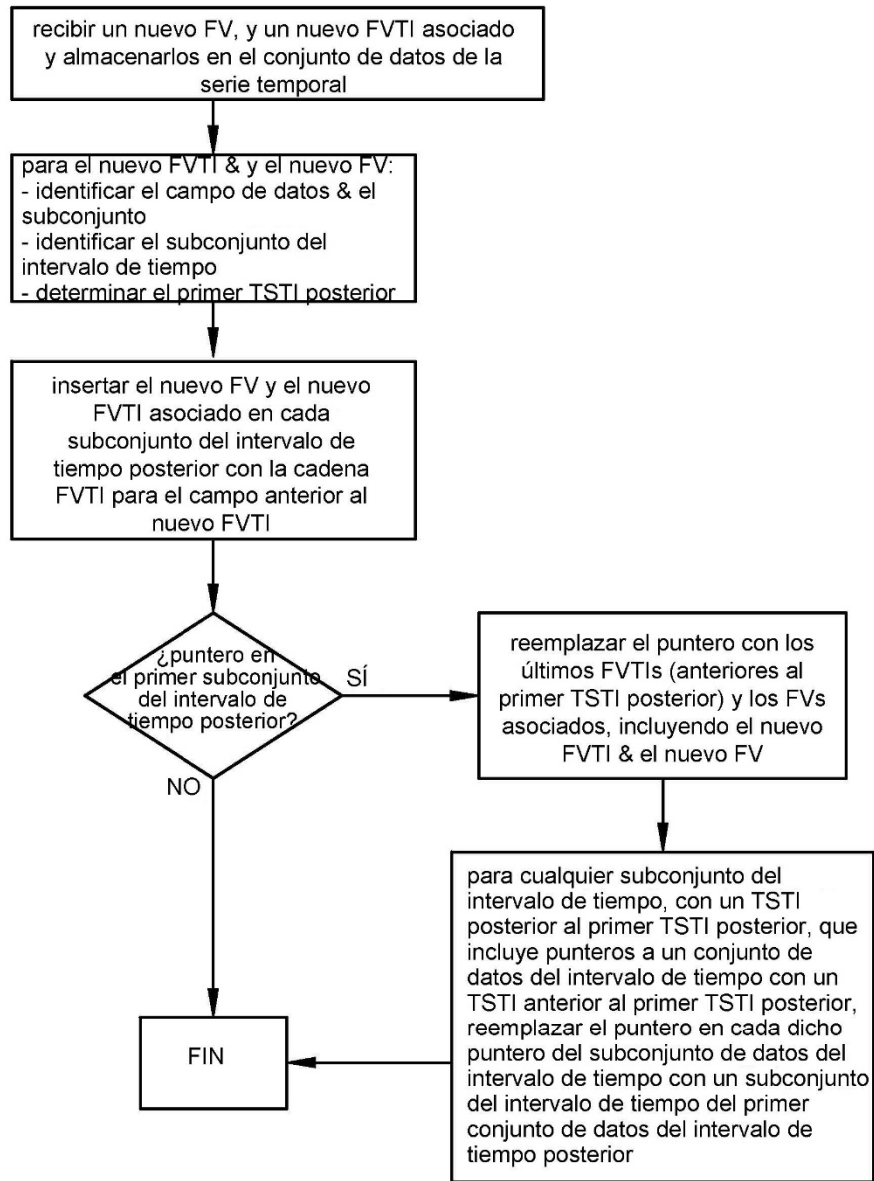 recibir un nuevo FV, y un nuevo FVTI asociado
y almacenarlos en el conjunto de datos de la
serie temporal
para el nuevo FVTI & y el nuevo FV:
- identificar el campo de datos & el
subconjunto
- identificar el subconjunto del
intervalo de tiempo
- determinar el primer TSTI posterior
insertar el nuevo FV y el nuevo
FVTI asociado en cada
subconjunto del intervalo de
tiempo posterior con la cadena
FVTI para el campo anterior al
nuevo FVTI
¿puntero en
el primer subconjunto
del intervalo de
tiempo posterior?
SÍ
NO
reemplazar el puntero con los
últimos FVTIs (anteriores al
primer TSTI posterior) y los FVs
asociados, incluyendo el nuevo
FVTI & el nuevo FV
para cualquier subconjunto del
intervalo de tiempo, con un TSTI
posterior al primer TSTI posterior, que
incluye punteros a un conjunto de
datos del intervalo de tiempo con un
TSTI anterior al primer TSTI posterior,
reemplazar el puntero en cada dicho
puntero del subconjunto de datos del
intervalo de tiempo con un subconjunto
del intervalo de tiempo del primer
conjunto de datos del intervalo de
tiempo posterior
FIN